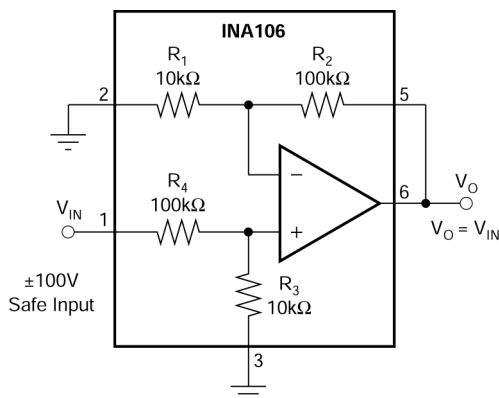 INA106
R1
10kΩ
R2
100kΩ
2
5
−
R4
100kΩ
6
VO
VIN
1
+
VO = VIN
±100V
Safe Input
R3
10kΩ
3